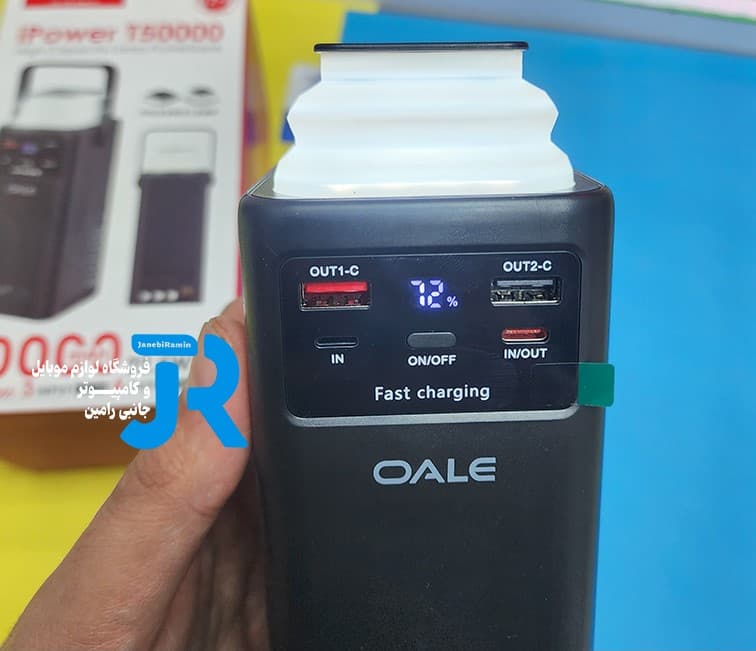 iPower T50000
OUT1-C
72%
OUT2-C
IN
ON/OFF
IN/OUT
Fast charging
OALE
JanebiRamin
فروشگاه لوازم موبایل
و کامپیوتر
جانبی رامین
JR